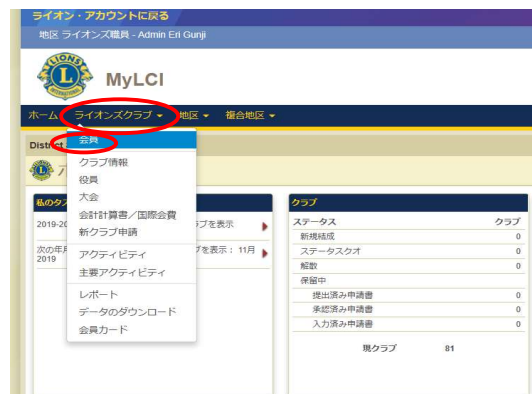 ライオン・アカウントに戻る
地区 ライオンズ職員 - Admin Eri Gunji
LIONS
L
INTERNATIONAL
MyLCI
ホーム ライオンズクラブ 地区 複合地区
会員
クラブ情報
役員
大会
会計計算書／国際会費
新クラブ申請
アクティビティ
主要アクティビティ
レポート
データのダウンロード
会員カード
Distric
私のタス
2019-20 ラブを表示
次の年月 ブを表示： 11月
2019
クラブ
ステータス クラブ
新規結成 0
ステータスクオ 0
解散 0
保留中
提出済み申請書 0
承認済み申請書 0
入力済み申請書 0
現クラブ 81